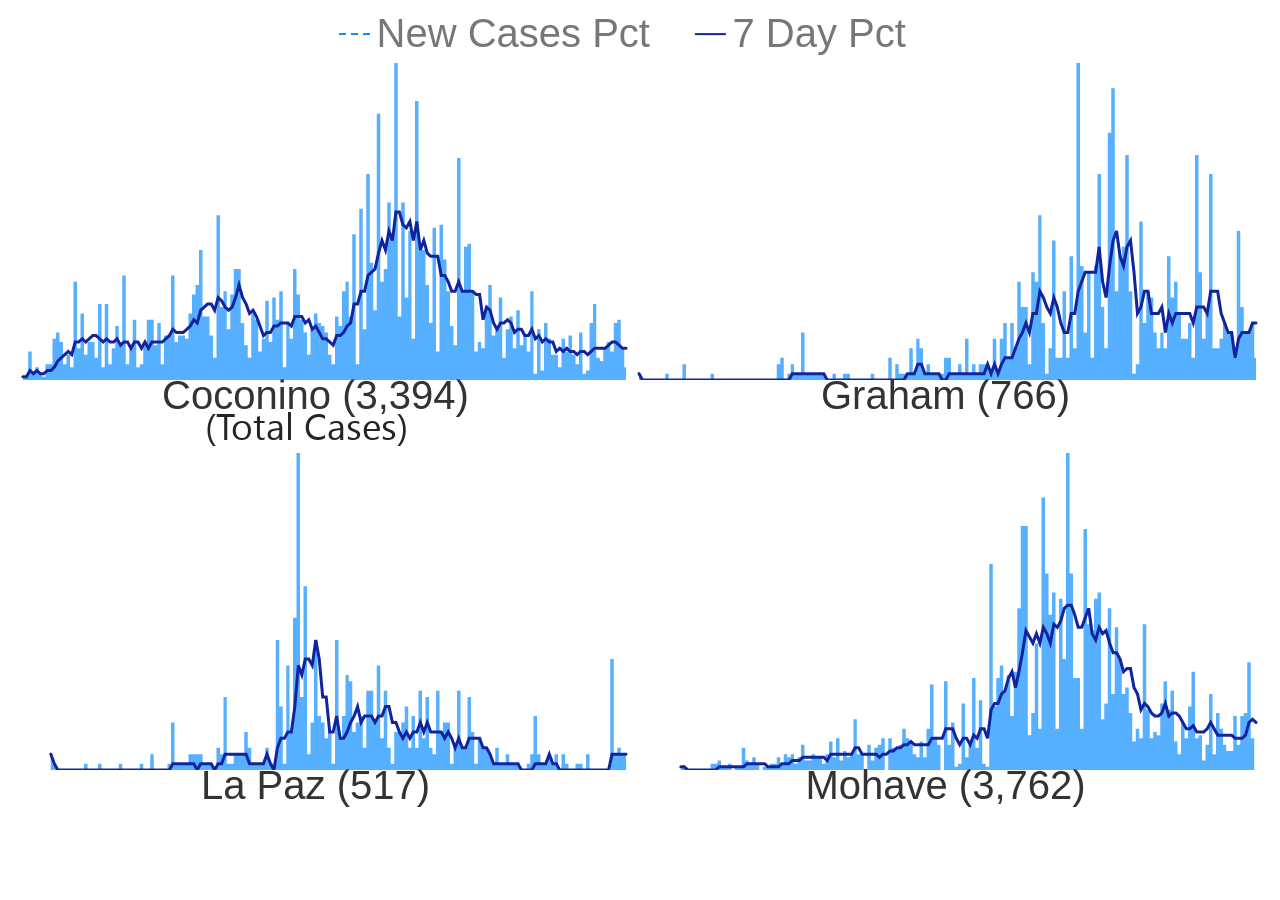 New Cases Pct 7 Day Pct
Coconino (3,394) Graham (766)
(Total Cases)
La Paz (517) Mohave (3,762)